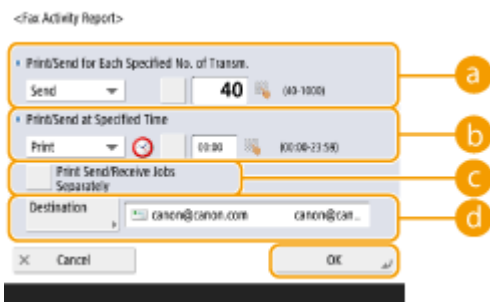 <Fax Activity Report>
Print/Send for Each Specified No. of Transm.
Send 40 (40-1000)
a
Print/Send at Specified Time
Print 00:00 (00:00-23:59)
b
Print Send/Receive Jobs
Separately
c
Destination canon@canon.com canon@can...
d
× Cancel OK